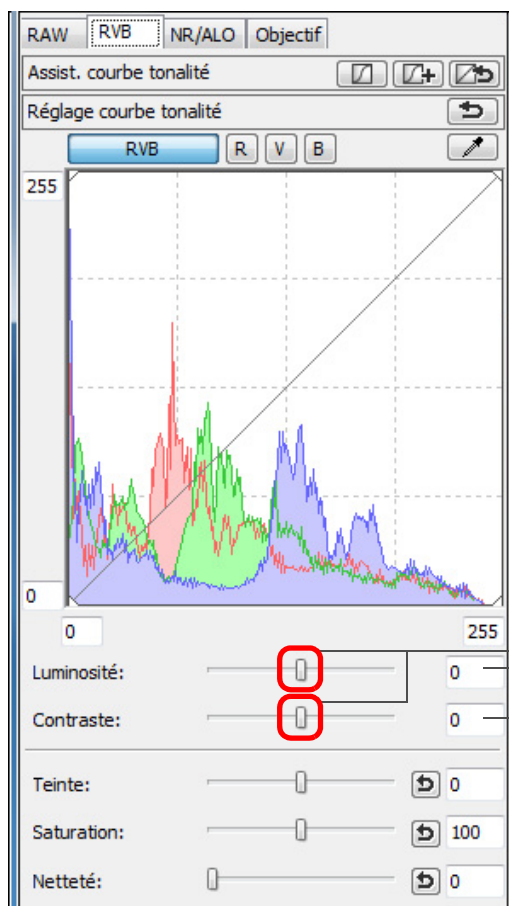 RAW RVB NR/ALO Objectif
Assist. courbe tonalité
Réglage courbe tonalité
RVB R V B
255
0
0 255
Luminosité: 0
Contraste: 0
Teinte: 0
Saturation: 100
Netteté: 0